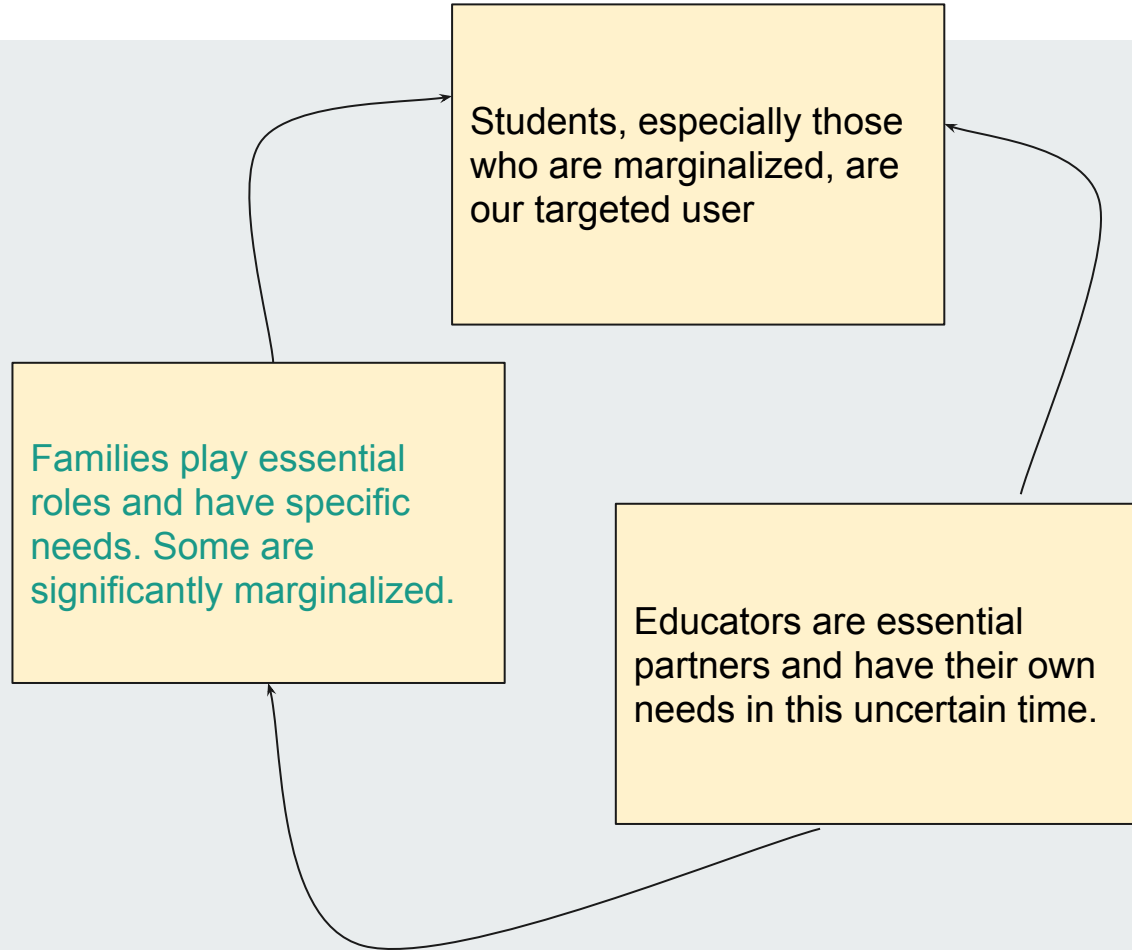 Students, especially those
who are marginalized, are
our targeted user
Families play essential
roles and have specific
needs. Some are
significantly marginalized.
Educators are essential
partners and have their own
needs in this uncertain time.